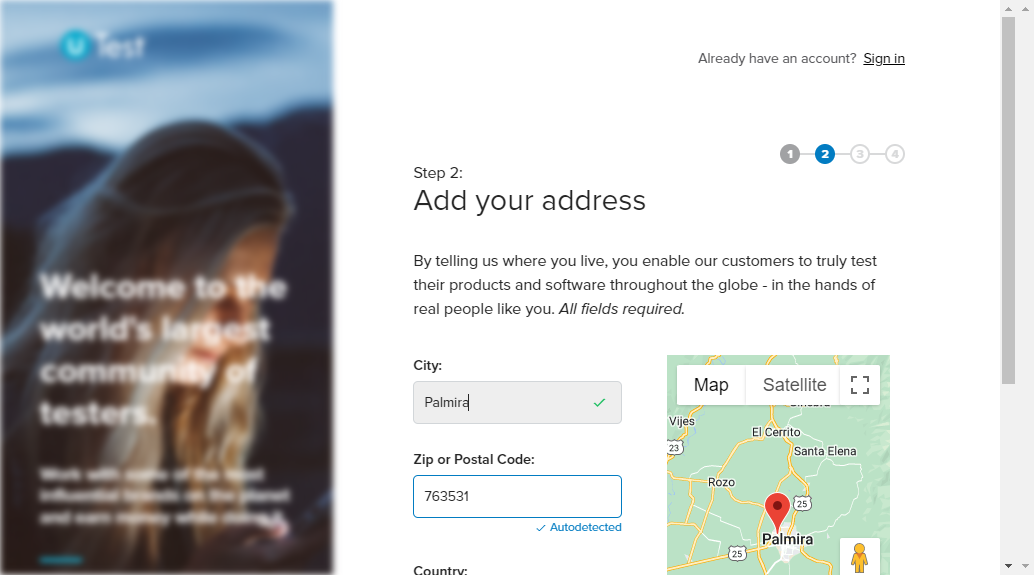 uTest
Already have an account? Sign in
1 2 3 4
Step 2:
Add your address
Welcome to the
world's largest
community of
testers.
Work with some of the most
influential brands on the planet
and earn money while doing it.
By telling us where you live, you enable our customers to truly test
their products and software throughout the globe - in the hands of
real people like you. All fields required.
City:
Palmira
Zip or Postal Code:
763531
Autodetected
Country:
Map Satellite
Ginebra
Vijes
El Cerrito
23
Santa Elena
Rozo
25
Palmira
25